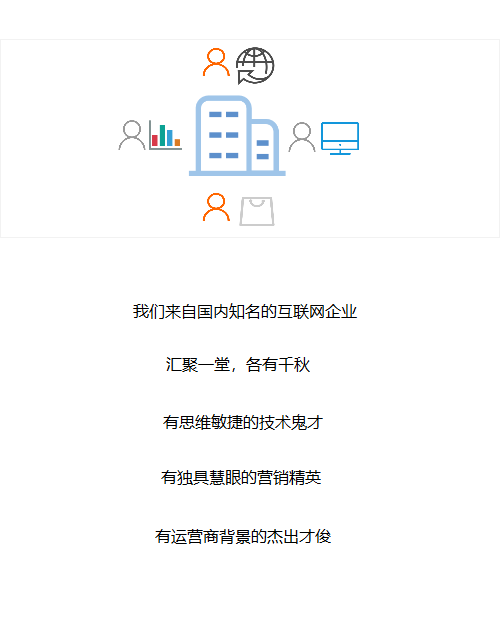 我们来自国内知名的互联网企业
汇聚一堂，各有千秋
有思维敏捷的技术鬼才
有独具慧眼的营销精英
有运营商背景的杰出才俊